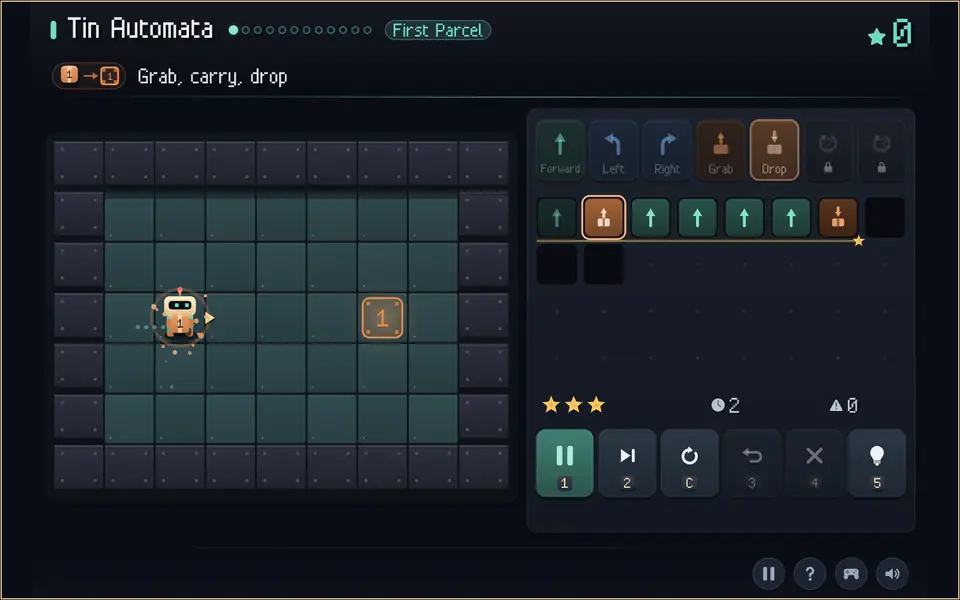 Tin Automata
First Parcel
0
1
1
Grab, carry, drop
Forward
Left
Right
Grab
Drop
1
1
2
0
1
2
C
3
4
5
?